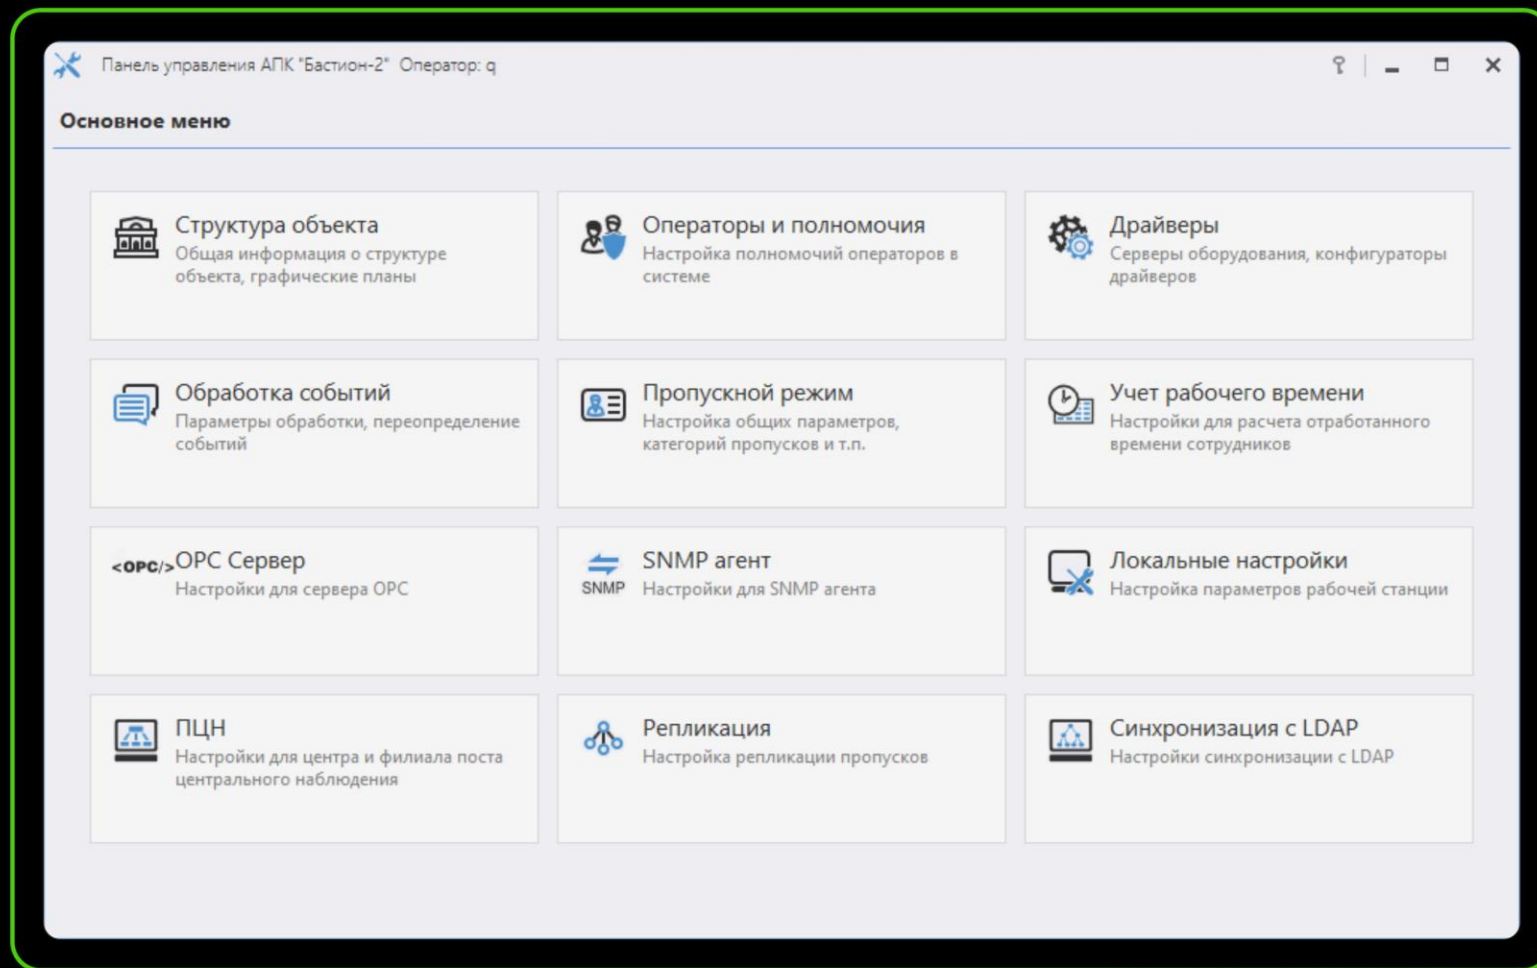 Панель управления АПК "Бастион-2" Оператор: q
Основное меню
Структура объекта
Общая информация о структуре
объекта, графические планы
Операторы и полномочия
Настройка полномочий операторов в
системе
Драйверы
Серверы оборудования, конфигураторы
драйверов
Обработка событий
Параметры обработки, переопределение
событий
Пропускной режим
Настройка общих параметров,
категорий пропусков и т.п.
Учет рабочего времени
Настройки для расчета отработанного
времени сотрудников
<OPC/>
OPC Сервер
Настройки для сервера OPC
SNMP
SNMP агент
Настройки для SNMP агента
Локальные настройки
Настройка параметров рабочей станции
ПЦН
Настройки для центра и филиала поста
центрального наблюдения
Репликация
Настройка репликации пропусков
Синхронизация с LDAP
Настройки синхронизации с LDAP